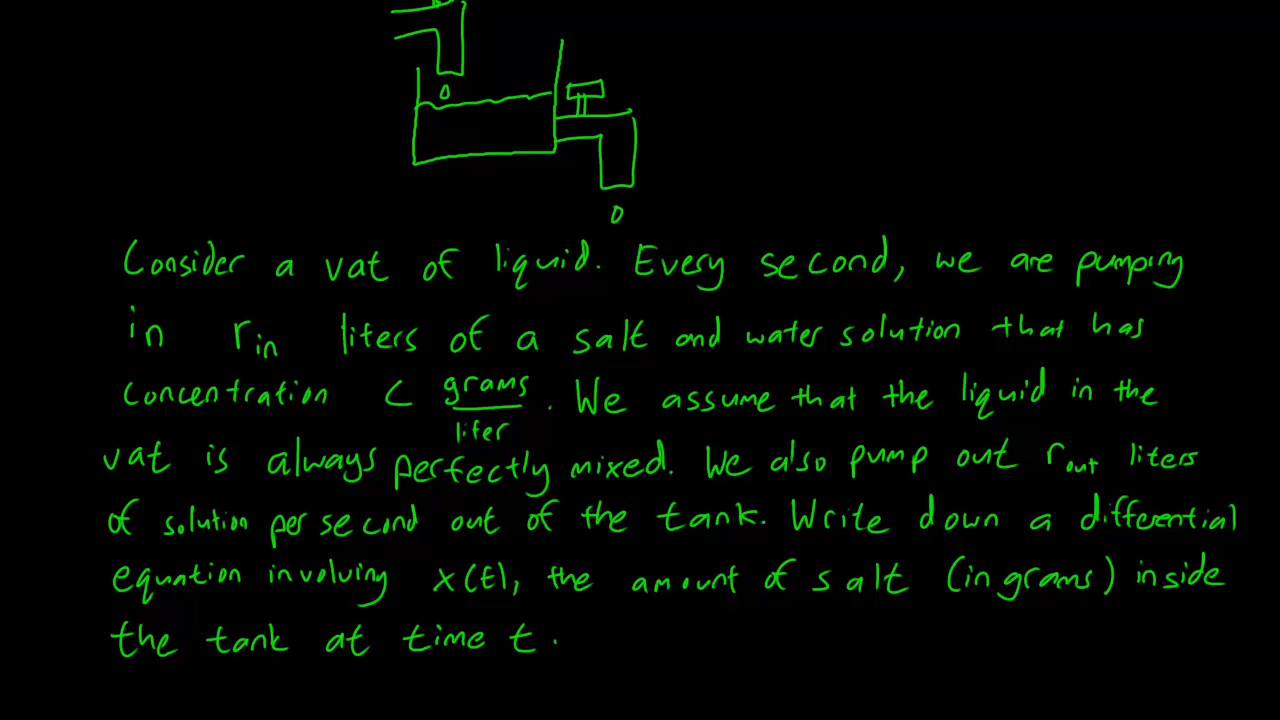 Consider a vat of liquid. Every second, we are pumping
in r_in liters of a salt and water solution that has
concentration C grams/liter. We assume that the liquid in the
vat is always perfectly mixed. We also pump out r_out liters
of solution per second out of the tank. Write down a differential
equation involving x(t), the amount of salt (in grams) inside
the tank at time t.